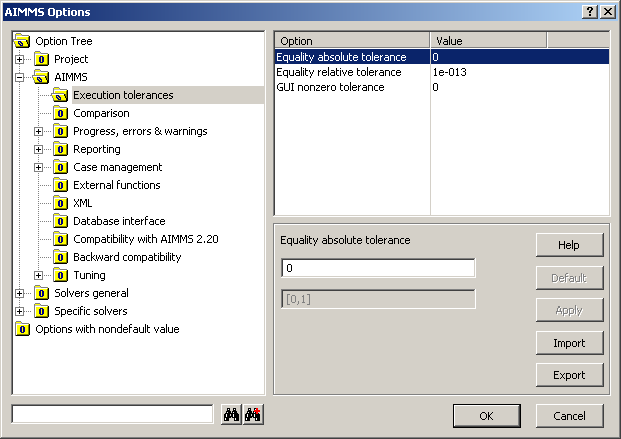 AIMMS Options
Option Tree
Project
AIMMS
Execution tolerances
Comparison
Progress, errors & warnings
Reporting
Case management
External functions
XML
Database interface
Compatibility with AIMMS 2.20
Backward compatibility
Tuning
Solvers general
Specific solvers
Options with nondefault value
Option Value
Equality absolute tolerance 0
Equality relative tolerance 1e-013
GUI nonzero tolerance 0
Equality absolute tolerance
0
[0,1]
Help
Default
Apply
Import
Export
OK Cancel